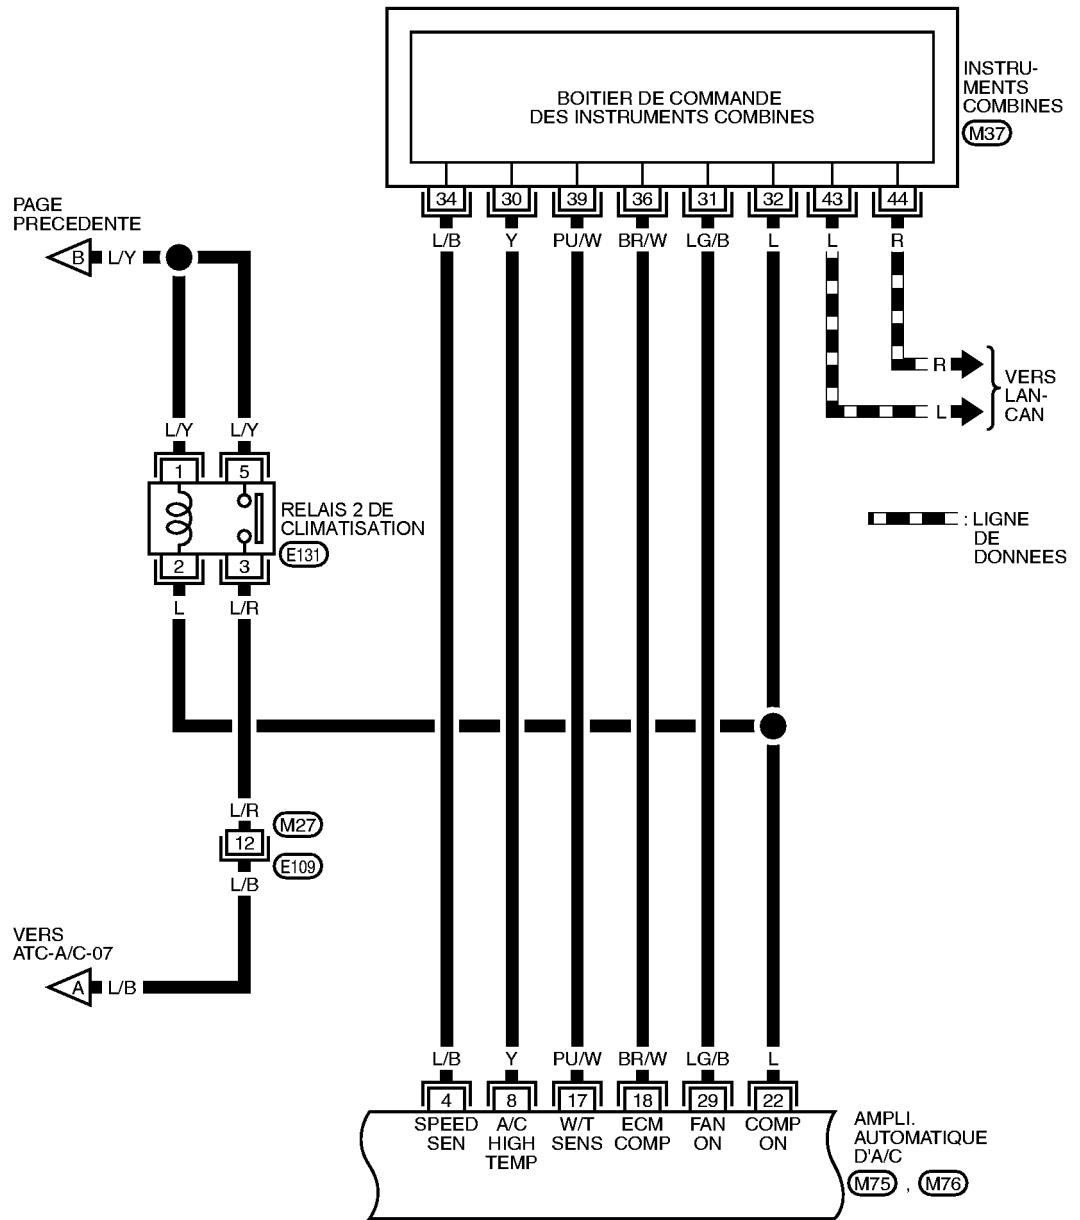 BOITIER DE COMMANDE
DES INSTRUMENTS COMBINES
INSTRU-
MENTS
COMBINES
M37
34 30 39 36 31 32 43 44
L/B Y PU/W BR/W LG/B L L R
PAGE
PRECEDENTE
B L/Y
R
L
VERS
LAN-
CAN
L/Y L/Y
1 5
RELAIS 2 DE
CLIMATISATION
E131
2 3
L L/R
: LIGNE
DE
DONNEES
L/R
M27
12
E109
L/B
VERS
ATC-A/C-07
A L/B
L/B Y PU/W BR/W LG/B L
4 8 17 18 29 22
SPEED
SEN
A/C
HIGH
TEMP
W/T
SENS
ECM
COMP
FAN
ON
COMP
ON
AMPLI.
AUTOMATIQUE
D'A/C
M75 , M76